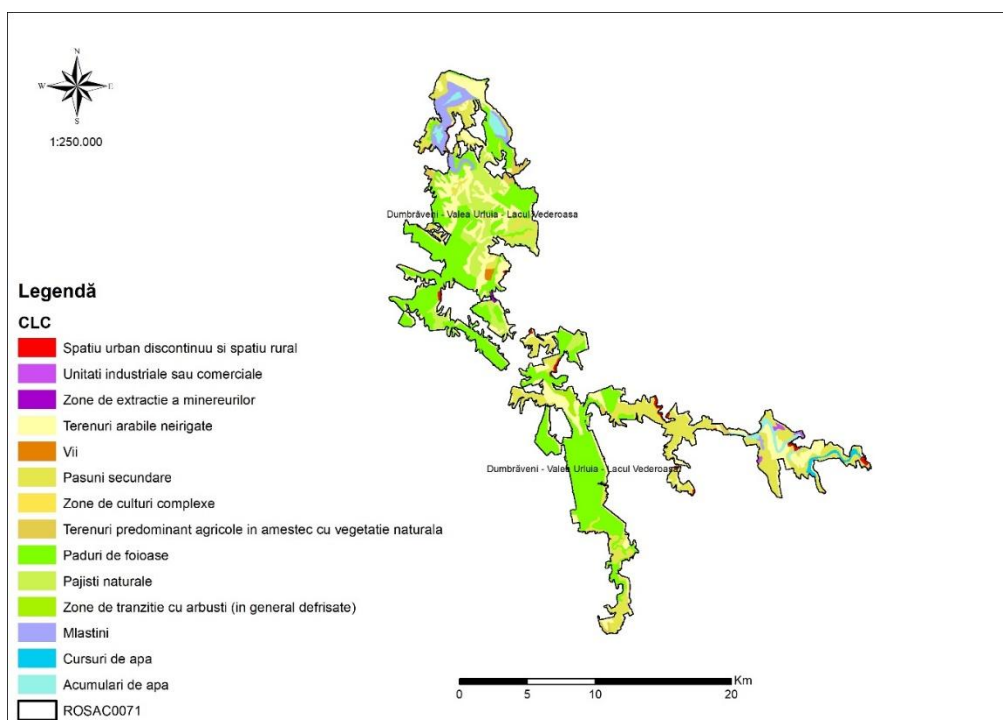 N
W E
S
1:250.000
Dumbrăveni - Valea Urluia - Lacul Vederoasa
Dumbrăveni - Valea Urluia - Lacul Vederoasa
Legendă
CLC
Spatiu urban discontinuu si spatiu rural
Unitati industriale sau comerciale
Zone de extractie a minereurilor
Terenuri arabile neirigate
Vii
Pasuni secundare
Zone de culturi complexe
Terenuri predominant agricole in amestec cu vegetatie naturala
Paduri de foioase
Pajisti naturale
Zone de tranzitie cu arbusti (in general defrisate)
Mlastini
Cursuri de apa
Acumulari de apa
ROSAC0071
Km
0 5 10 20